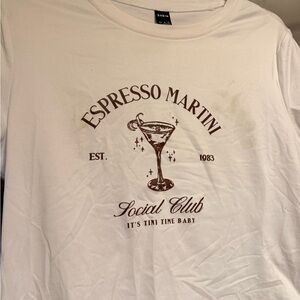 ESPRESSO MARTINI
EST. 1983
Social Club
IT'S TINI TIME BABY